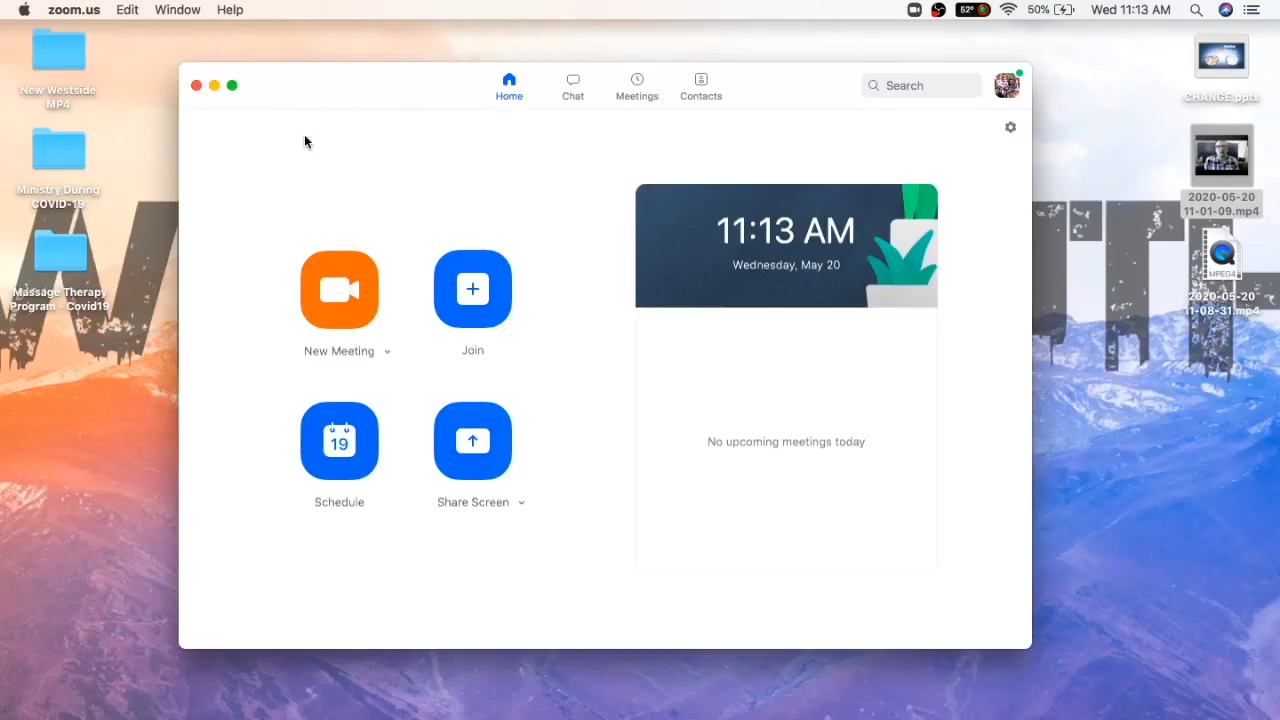 zoom.us Edit Window Help
52° 50% Wed 11:13 AM
New Westside
MP4
Ministry During
COVID-19
Massage Therapy
Program - Covid19
Home Chat Meetings Contacts
Search
New Meeting
Join
19
Schedule
Share Screen
11:13 AM
Wednesday, May 20
No upcoming meetings today
CHANGE.pptx
2020-05-20
11-01-09.mp4
MPEG4
2020-05-20
11-08-31.mp4